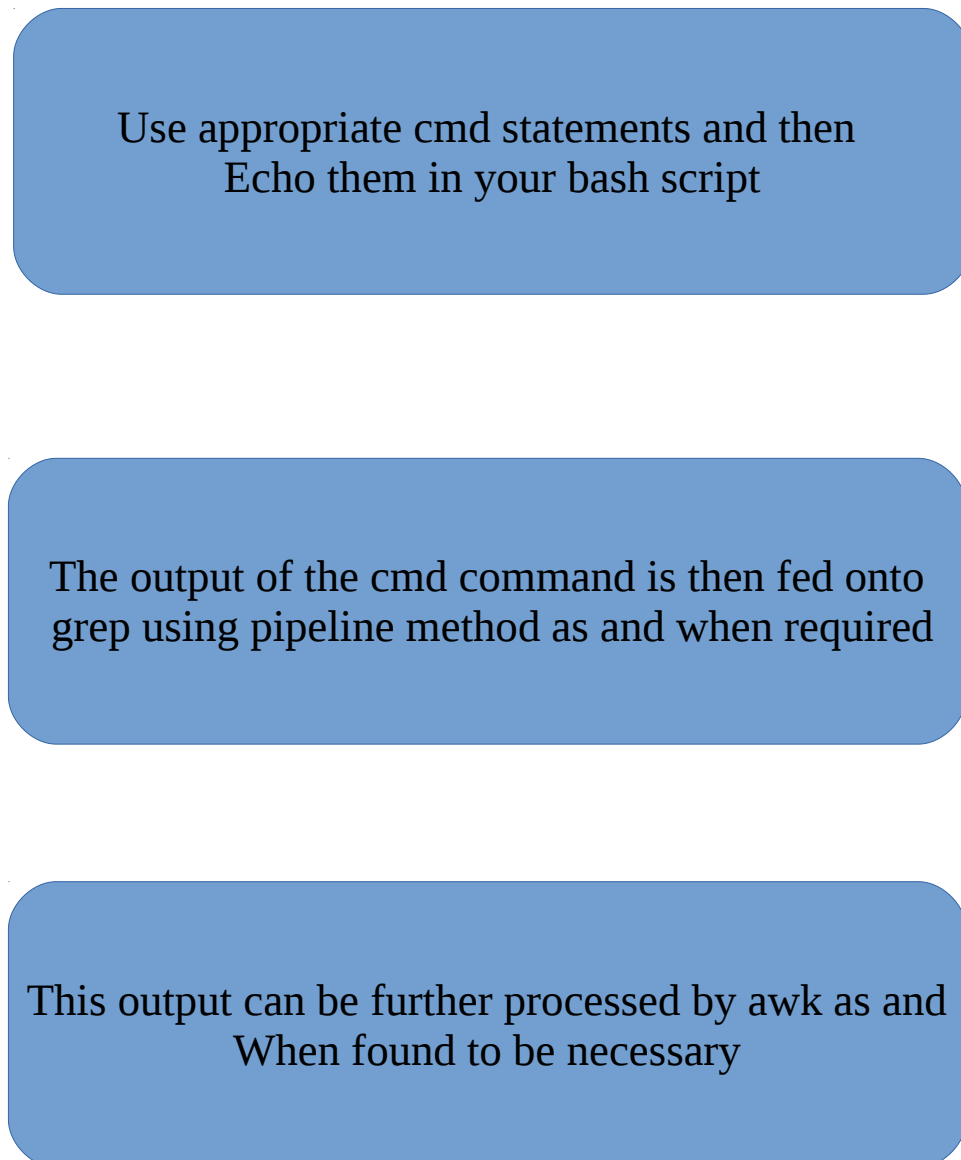 Use appropriate cmd statements and then
Echo them in your bash script
The output of the cmd command is then fed onto
grep using pipeline method as and when required
This output can be further processed by awk as and
When found to be necessary